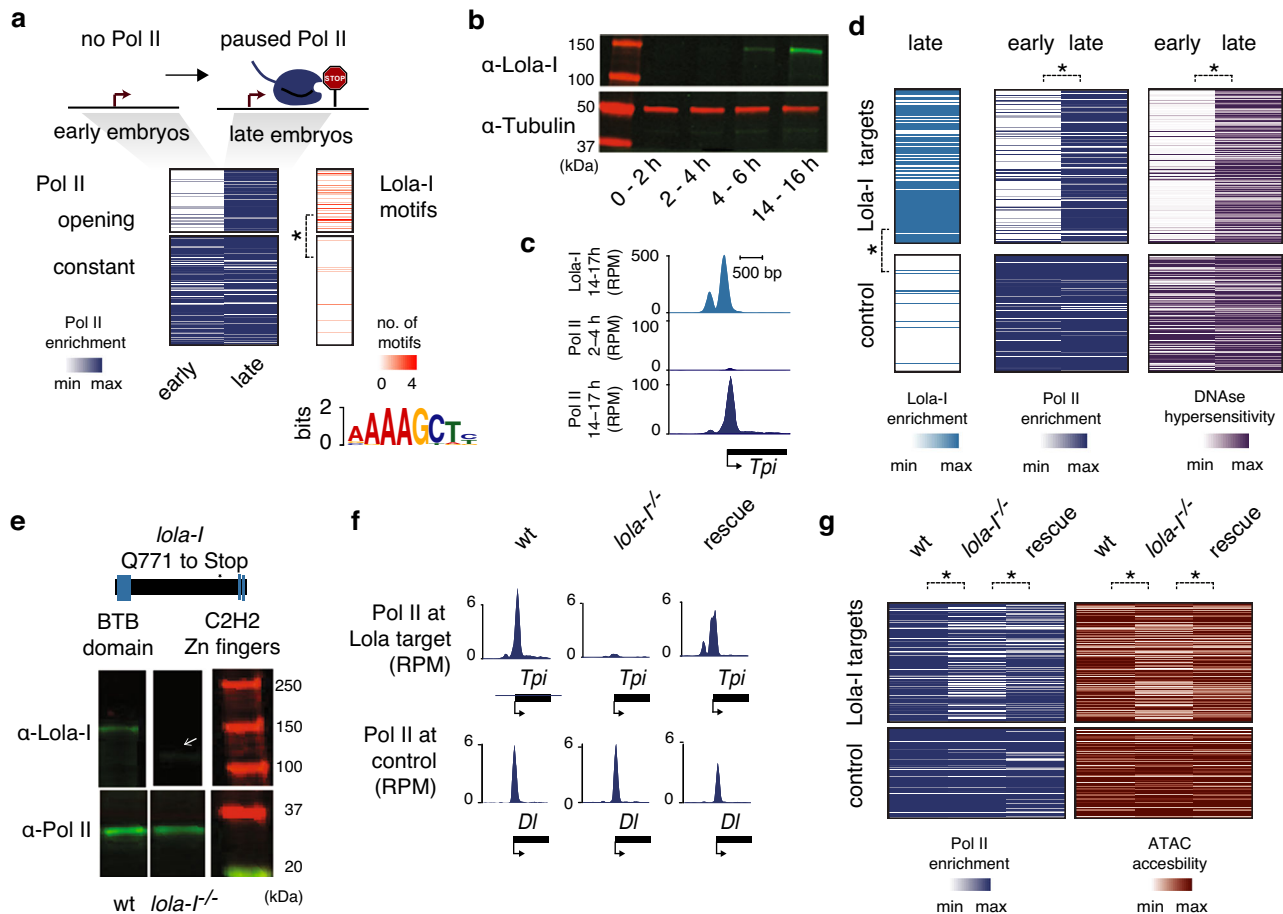 a
no Pol II
paused Pol II
STOP
early embryos
late embryos
Pol II
opening
constant
*
Lola-I
motifs
Pol II
enrichment
min max
early
late
no. of
motifs
0 4
bits
2
0
AAAAGCTC
b
α-Lola-I
150
100
α-Tubulin
50
37
(kDa)
0 - 2 h
2 - 4 h
4 - 6 h
14 - 16 h
c
Lola-I
14-17h
(RPM)
500
0
500 bp
Pol II
2–4 h
(RPM)
100
0
Pol II
14–17 h
(RPM)
100
0
Tpi
d
late
early late
*
early late
*
Lola-I targets
*
control
Lola-I
enrichment
min max
Pol II
enrichment
min max
DNAse
hypersensitivity
min max
e
lola-I
Q771 to Stop
BTB
domain
C2H2
Zn fingers
α-Lola-I
250
150
100
α-Pol II
37
20
wt lola-I-/-
(kDa)
f
wt
lola-I-/-
rescue
Pol II at
Lola target
(RPM)
6
0
6
0
6
0
Tpi
Tpi
Tpi
Pol II at
control
(RPM)
6
0
6
0
6
0
Dl
Dl
Dl
g
wt
lola-I-/-
rescue
wt
lola-I-/-
rescue
* *
* *
Lola-I targets
control
Pol II
enrichment
min max
ATAC
accesbility
min max